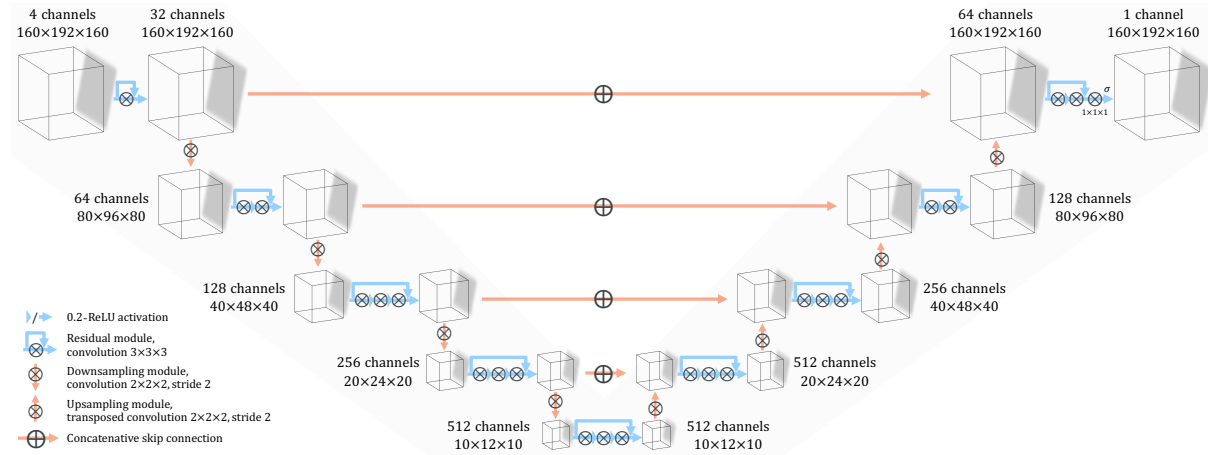 4 channels
160×192×160
32 channels
160×192×160
64 channels
160×192×160
1 channel
160×192×160
σ
1×1×1
64 channels
80×96×80
128 channels
80×96×80
128 channels
40×48×40
256 channels
40×48×40
256 channels
20×24×20
512 channels
20×24×20
512 channels
10×12×10
512 channels
10×12×10
/ 0.2-ReLU activation
Residual module,
convolution 3×3×3
Downsampling module,
convolution 2×2×2, stride 2
Upsampling module,
transposed convolution 2×2×2, stride 2
Concatenative skip connection